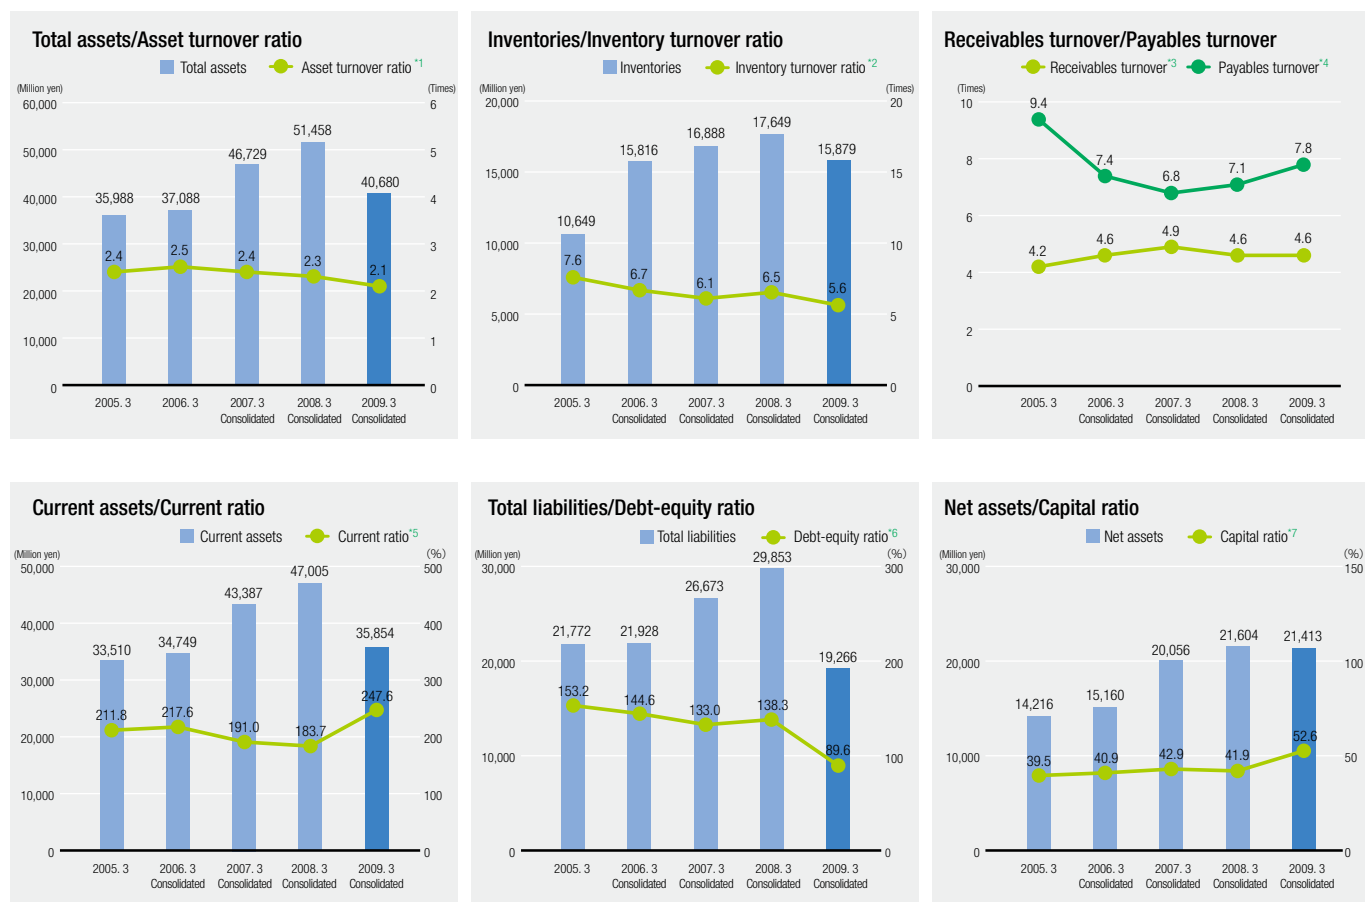 Total assets/Asset turnover ratio
Total assets Asset turnover ratio *1
(Million yen) (Times)
60,000 6
51,458
50,000 46,729 5
40,680
40,000 35,988 37,088 4
30,000 3
2.4 2.5 2.4 2.3 2.1
20,000 2
10,000 1
0 0
2005. 3 2006. 3 2007. 3 2008. 3 2009. 3
Consolidated Consolidated Consolidated
Inventories/Inventory turnover ratio
Inventories Inventory turnover ratio *2
(Million yen) (Times)
20,000 20
17,649
16,888
15,816 15,879
15,000 15
10,649
10,000 10
7.6 6.7 6.1 6.5 5.6
5,000 5
0 0
2005. 3 2006. 3 2007. 3 2008. 3 2009. 3
Consolidated Consolidated Consolidated Consolidated
Receivables turnover/Payables turnover
Receivables turnover*3 Payables turnover*4
(Times)
10
9.4
8
7.4 6.8 7.1 7.8
6
4.2 4.6 4.9 4.6 4.6
4
2
0
2005. 3 2006. 3 2007. 3 2008. 3 2009. 3
Consolidated Consolidated Consolidated Consolidated
Current assets/Current ratio
Current assets Current ratio*5
(Million yen) (%)
50,000 500
47,005
43,387
40,000 400
33,510 34,749 35,854
30,000 300
211.8 217.6 191.0 183.7 247.6
20,000 200
10,000 100
0 0
2005. 3 2006. 3 2007. 3 2008. 3 2009. 3
Consolidated Consolidated Consolidated Consolidated
Total liabilities/Debt-equity ratio
Total liabilities Debt-equity ratio*6
(Million yen) 29,853
30,000 300
26,673
21,772 21,928
20,000 19,266 200
153.2 144.6 133.0 138.3 89.6
10,000 100
0 0
2005. 3 2006. 3 2007. 3 2008. 3 2009. 3
Consolidated Consolidated Consolidated Consolidated
(%)
Net assets/Capital ratio
Net assets Capital ratio*7
(Million yen) (%)
30,000 150
20,056 21,604 21,413
20,000 100
14,216 15,160
39.5 40.9 42.9 41.9 52.6
10,000 50
0 0
2005. 3 2006. 3 2007. 3 2008. 3 2009. 3
Consolidated Consolidated Consolidated Consolidated